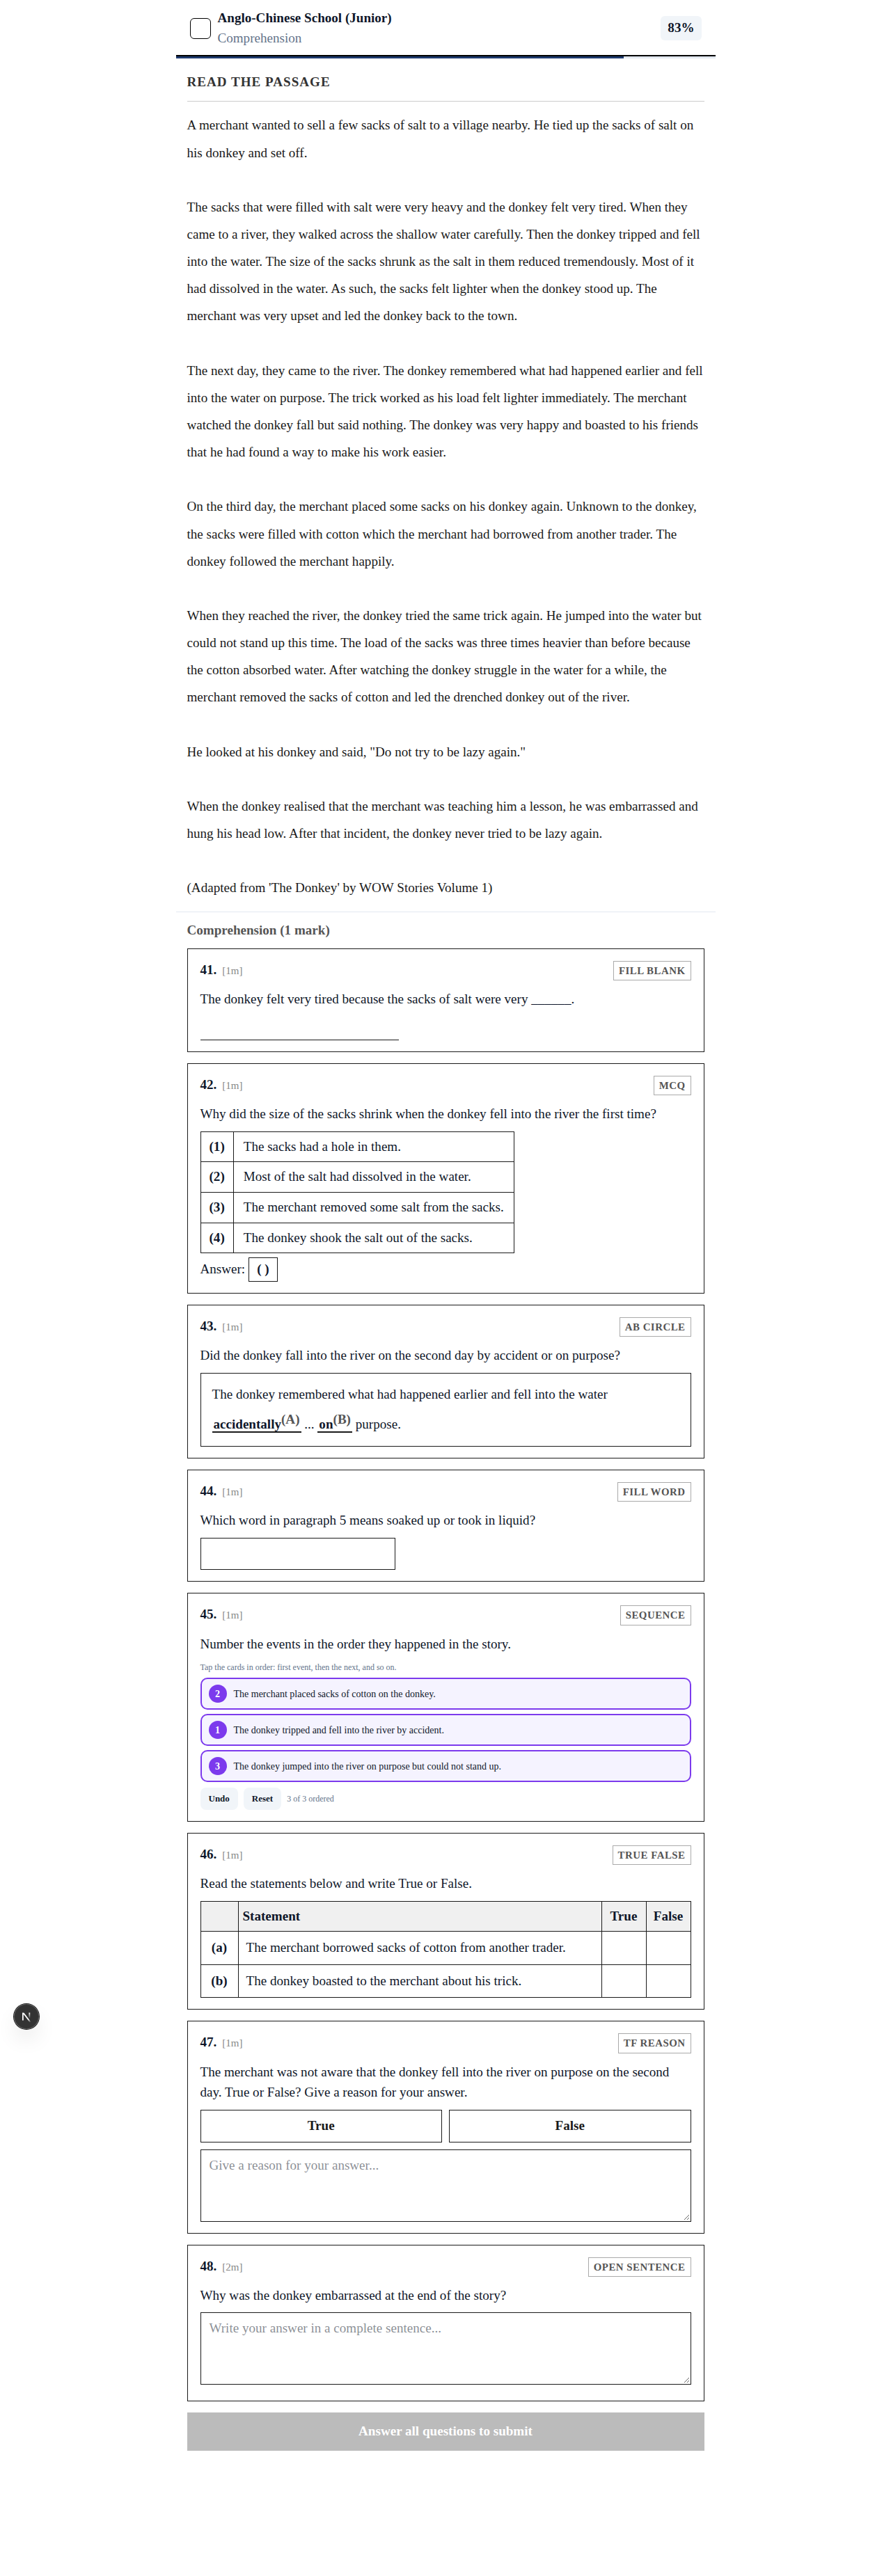 Anglo-Chinese School (Junior)
Comprehension
83%
READ THE PASSAGE
A merchant wanted to sell a few sacks of salt to a village nearby. He tied up the sacks of salt on
his donkey and set off.
The sacks that were filled with salt were very heavy and the donkey felt very tired. When they
came to a river, they walked across the shallow water carefully. Then the donkey tripped and fell
into the water. The size of the sacks shrunk as the salt in them reduced tremendously. Most of it
had dissolved in the water. As such, the sacks felt lighter when the donkey stood up. The
merchant was very upset and led the donkey back to the town.
The next day, they came to the river. The donkey remembered what had happened earlier and fell
into the water on purpose. The trick worked as his load felt lighter immediately. The merchant
watched the donkey fall but said nothing. The donkey was very happy and boasted to his friends
that he had found a way to make his work easier.
On the third day, the merchant placed some sacks on his donkey again. Unknown to the donkey,
the sacks were filled with cotton which the merchant had borrowed from another trader. The
donkey followed the merchant happily.
When they reached the river, the donkey tried the same trick again. He jumped into the water but
could not stand up this time. The load of the sacks was three times heavier than before because
the cotton absorbed water. After watching the donkey struggle in the water for a while, the
merchant removed the sacks of cotton and led the drenched donkey out of the river.
He looked at his donkey and said, "Do not try to be lazy again."
When the donkey realised that the merchant was teaching him a lesson, he was embarrassed and
hung his head low. After that incident, the donkey never tried to be lazy again.
(Adapted from 'The Donkey' by WOW Stories Volume 1)
Comprehension (1 mark)
41. [1m] FILL BLANK
The donkey felt very tired because the sacks of salt were very ______.
42. [1m] MCQ
Why did the size of the sacks shrink when the donkey fell into the river the first time?
(1) The sacks had a hole in them.
(2) Most of the salt had dissolved in the water.
(3) The merchant removed some salt from the sacks.
(4) The donkey shook the salt out of the sacks.
Answer: ( )
43. [1m] AB CIRCLE
Did the donkey fall into the river on the second day by accident or on purpose?
The donkey remembered what had happened earlier and fell into the water
accidentally(A) ... on(B) purpose.
44. [1m] FILL WORD
Which word in paragraph 5 means soaked up or took in liquid?
45. [1m] SEQUENCE
Number the events in the order they happened in the story.
Tap the cards in order: first event, then the next, and so on.
2 The merchant placed sacks of cotton on the donkey.
1 The donkey tripped and fell into the river by accident.
3 The donkey jumped into the river on purpose but could not stand up.
Undo Reset 3 of 3 ordered
46. [1m] TRUE FALSE
Read the statements below and write True or False.
Statement True False
(a) The merchant borrowed sacks of cotton from another trader.
(b) The donkey boasted to the merchant about his trick.
N
47. [1m] TF REASON
The merchant was not aware that the donkey fell into the river on purpose on the second
day. True or False? Give a reason for your answer.
True False
Give a reason for your answer...
48. [2m] OPEN SENTENCE
Why was the donkey embarrassed at the end of the story?
Write your answer in a complete sentence...
Answer all questions to submit